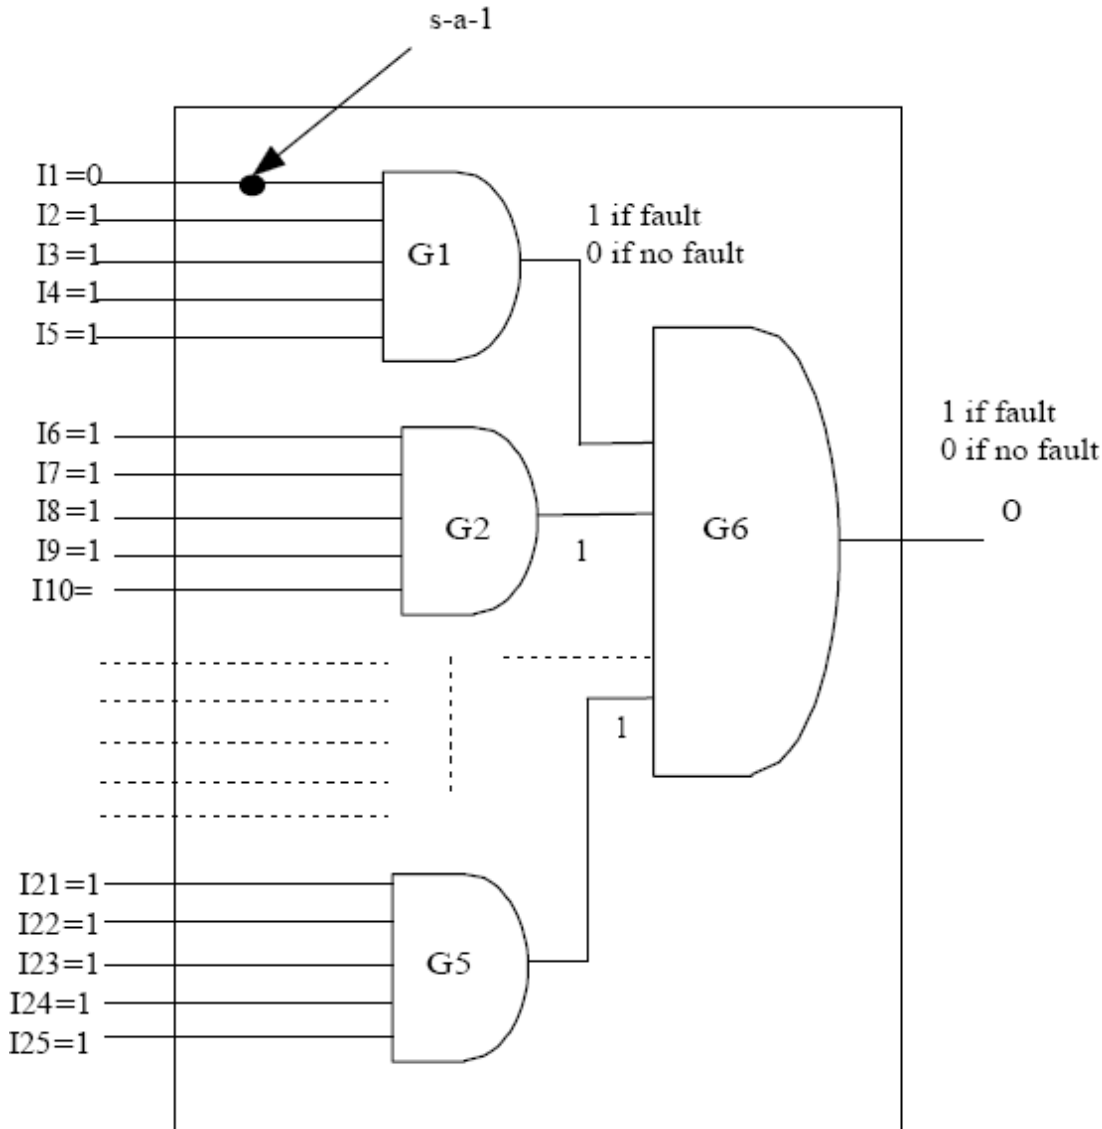 s-a-1
I1=0
I2=1
I3=1
I4=1
I5=1
G1
1 if fault
0 if no fault
I6=1
I7=1
I8=1
I9=1
I10=
G2
1
G6
1 if fault
0 if no fault
O
1
I21=1
I22=1
I23=1
I24=1
I25=1
G5